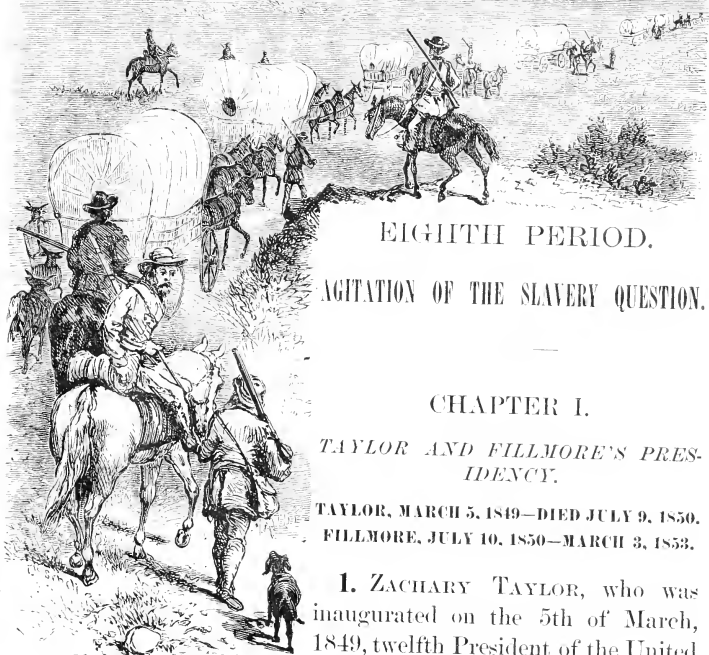 EIGHTH PERIOD.
AGITATION OF THE SLAVERY QUESTION.
CHAPTER I.
TAYLOR AND FILLMORE'S PRES-
IDENCY.
TAYLOR, MARCH 5, 1849—DIED JULY 9, 1850.
FILLMORE, JULY 10, 1850—MARCH 3, 1853.
1. ZACHARY TAYLOR, who was
inaugurated on the 5th of March,
1849, twelfth President of the United